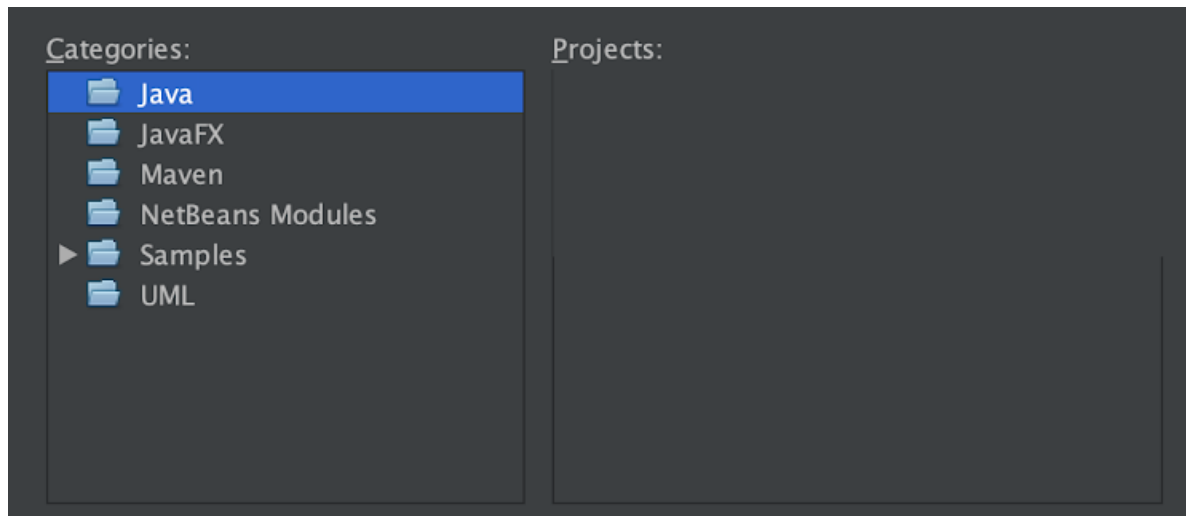 Categories:
Projects:
Java
JavaFX
Maven
NetBeans Modules
Samples
UML